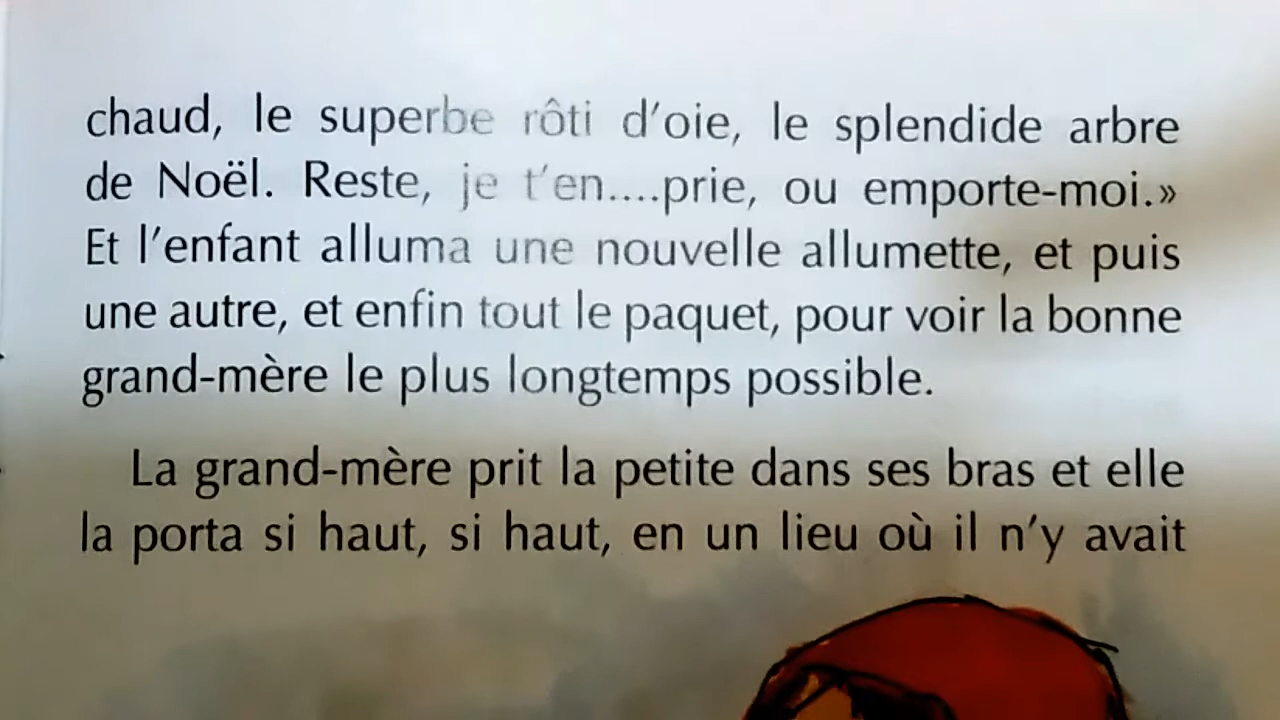 chaud, le superbe rôti d'oie, le splendide arbre
de Noël. Reste, je t'en....prie, ou emporte-moi.»
Et l'enfant alluma une nouvelle allumette, et puis
une autre, et enfin tout le paquet, pour voir la bonne
grand-mère le plus longtemps possible.
La grand-mère prit la petite dans ses bras et elle
la porta si haut, si haut, en un lieu où il n'y avait